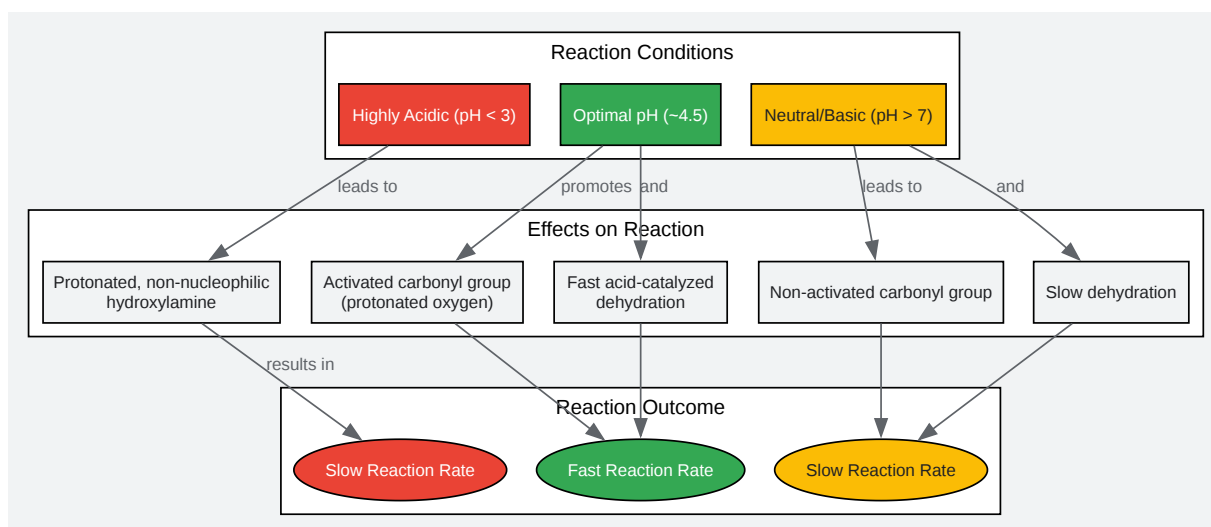 Reaction Conditions
Highly Acidic (pH < 3)
Optimal pH (~4.5)
Neutral/Basic (pH > 7)
leads to
promotes
and
leads to
and
Effects on Reaction
Protonated, non-nucleophilic
hydroxylamine
Activated carbonyl group
(protonated oxygen)
Fast acid-catalyzed
dehydration
Non-activated carbonyl group
Slow dehydration
results in
Reaction Outcome
Slow Reaction Rate
Fast Reaction Rate
Slow Reaction Rate